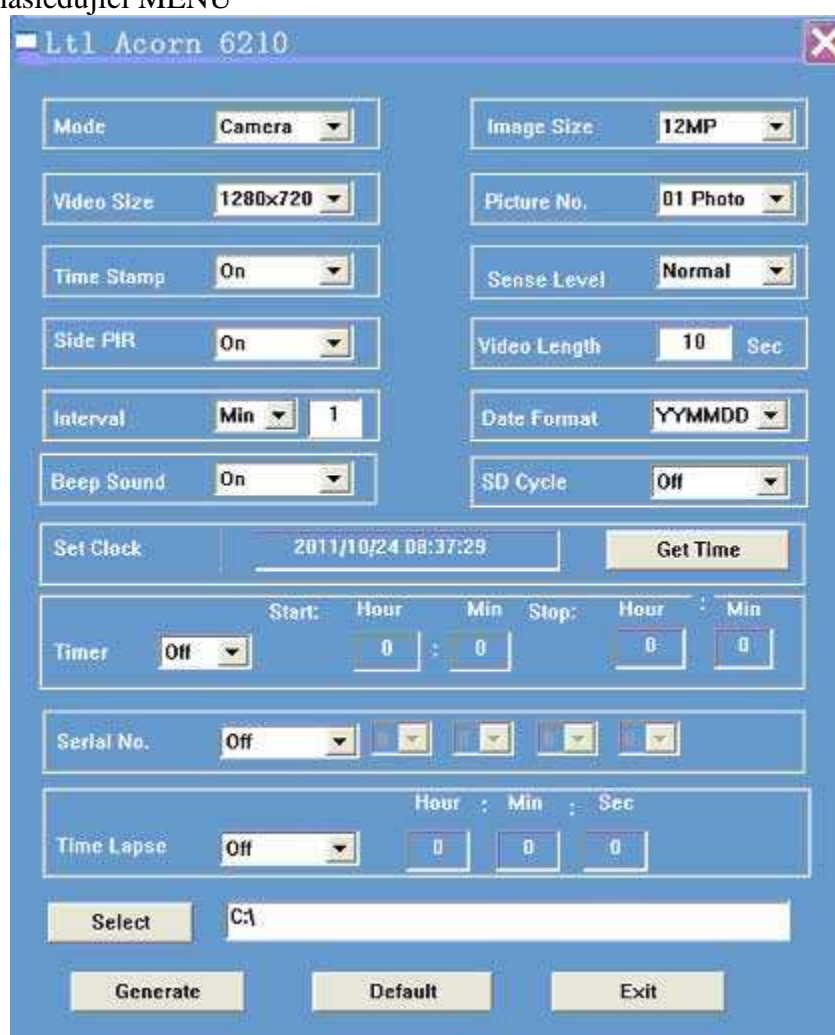 následující MENU
Ltl Acorn 6210
Mode Camera Image Size 12MP
Video Size 1280x720 Picture No. 01 Photo
Time Stamp On Sense Level Normal
Side PIR On Video Length 10 Sec
Interval Min 1 Date Format YYMMDD
Beep Sound On SD Cycle Off
Set Clock 2011/10/24 08:37:29 Get Time
Start: Hour Min Stop: Hour : Min
Timer Off 0 : 0 0 0
Serial No. Off
Hour : Min : Sec
Time Lapse Off 0 0 0
Select C:\
Generate Default Exit